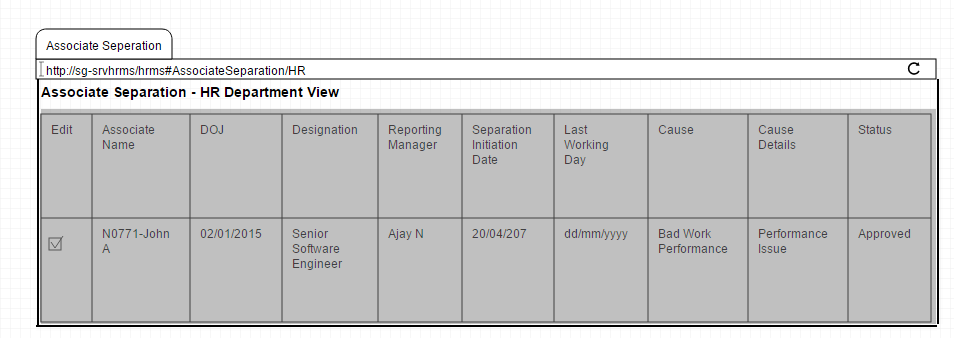 Associate Seperation
http://sg-srvhrms/hrms#AssociateSeparation/HR
Associate Separation - HR Department View
Edit
Associate
Name
DOJ
Designation
Reporting
Manager
Separation
Initiation
Date
Last
Working
Day
Cause
Cause
Details
Status
N0771-John
A
02/01/2015
Senior
Software
Engineer
Ajay N
20/04/207
dd/mm/yyyy
Bad Work
Performance
Performance
Issue
Approved